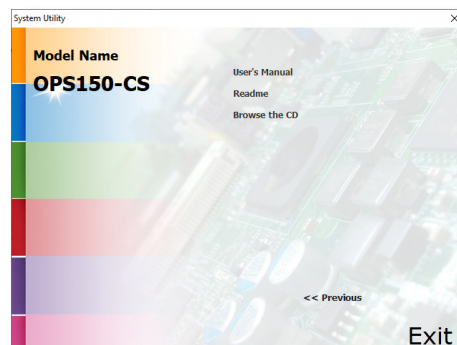 System Utility
Model Name
OPS150-CS
User's Manual
Readme
Browse the CD
<< Previous
Exit